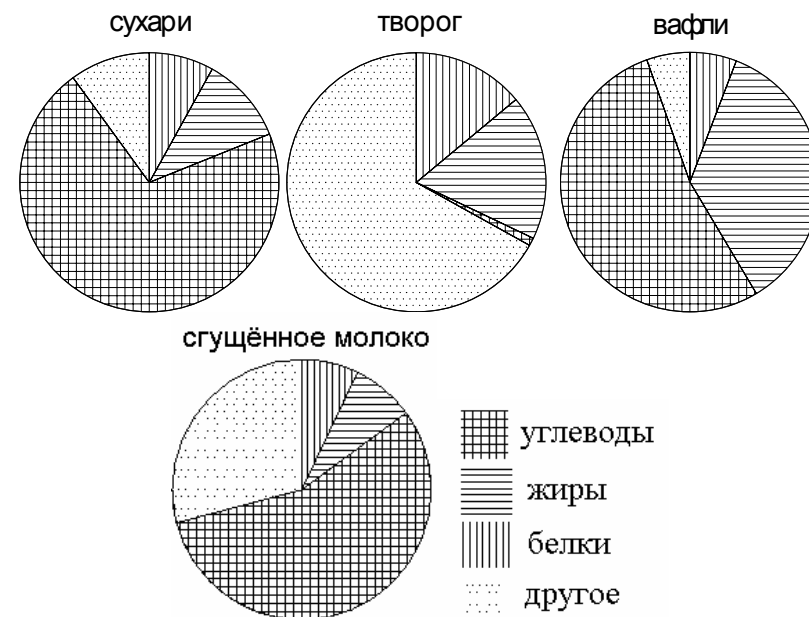 сухари
творог
вафли
сгущённое молоко
углеводы
жиры
белки
другое